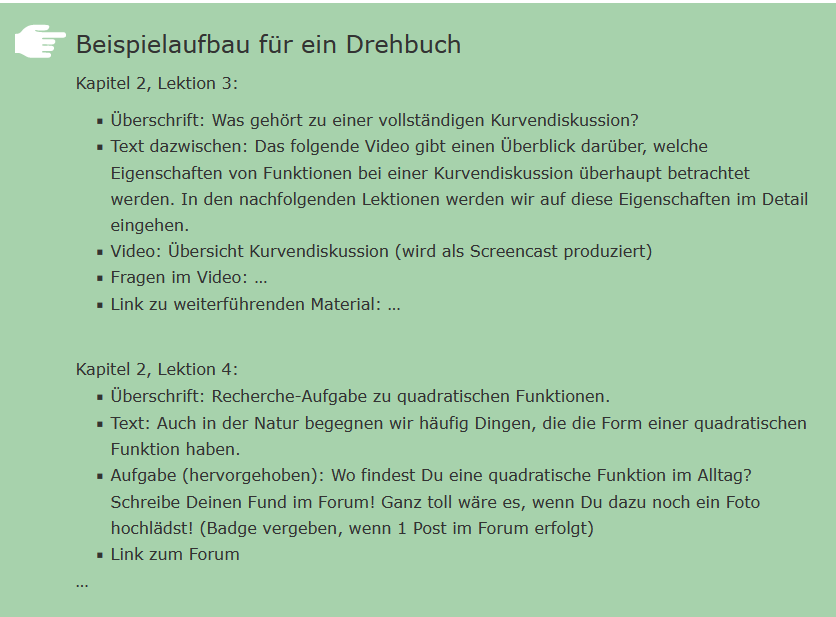 Beispielaufbau für ein Drehbuch
Kapitel 2, Lektion 3:
▪ Überschrift: Was gehört zu einer vollständigen Kurvendiskussion?
▪ Text dazwischen: Das folgende Video gibt einen Überblick darüber, welche
Eigenschaften von Funktionen bei einer Kurvendiskussion überhaupt betrachtet
werden. In den nachfolgenden Lektionen werden wir auf diese Eigenschaften im Detail
eingehen.
▪ Video: Übersicht Kurvendiskussion (wird als Screencast produziert)
▪ Fragen im Video: …
▪ Link zu weiterführenden Material: …
Kapitel 2, Lektion 4:
▪ Überschrift: Recherche-Aufgabe zu quadratischen Funktionen.
▪ Text: Auch in der Natur begegnen wir häufig Dingen, die die Form einer quadratischen
Funktion haben.
▪ Aufgabe (hervorgehoben): Wo findest Du eine quadratische Funktion im Alltag?
Schreibe Deinen Fund im Forum! Ganz toll wäre es, wenn Du dazu noch ein Foto
hochlädst! (Badge vergeben, wenn 1 Post im Forum erfolgt)
▪ Link zum Forum
…